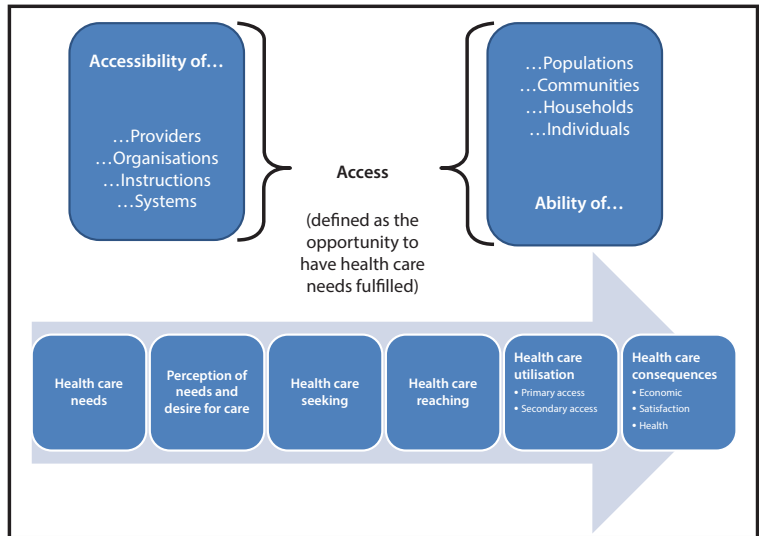 Accessibility of…
…Providers
…Organisations
…Instructions
…Systems
Access
(defined as the
opportunity to
have health care
needs fulfilled)
…Populations
…Communities
…Households
…Individuals
Ability of…
Health care
needs
Perception of
needs and
desire for care
Health care
seeking
Health care
reaching
Health care
utilisation
• Primary access
• Secondary access
Health care
consequences
• Economic
• Satisfaction
• Health